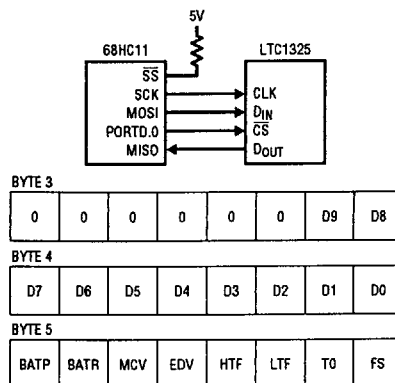 5V
68HC11
LTC1325
SS
SCK
CLK
MOSI
DIN
PORTD.0
CS
MISO
DOUT
BYTE 3
0 0 0 0 0 0 D9 D8
BYTE 4
D7 D6 D5 D4 D3 D2 D1 D0
BYTE 5
BATP BATR MCV EDV HTF LTF T0 FS